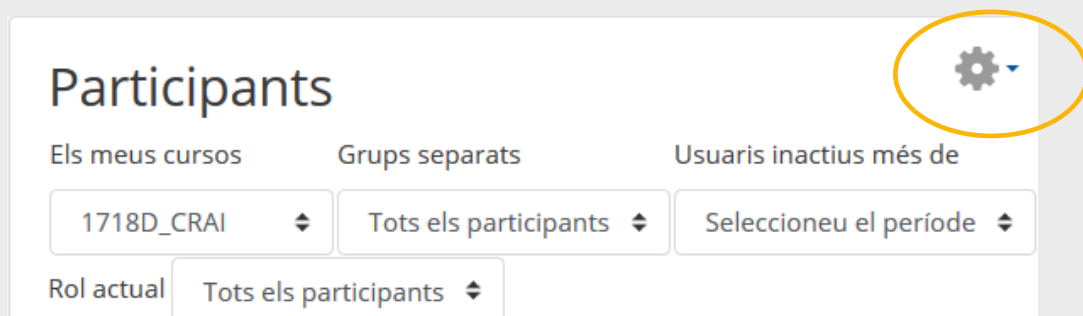 Participants
Els meus cursos Grups separats Usuaris inactius més de
1718D_CRAI Tots els participants Seleccioneu el període
Rol actual Tots els participants